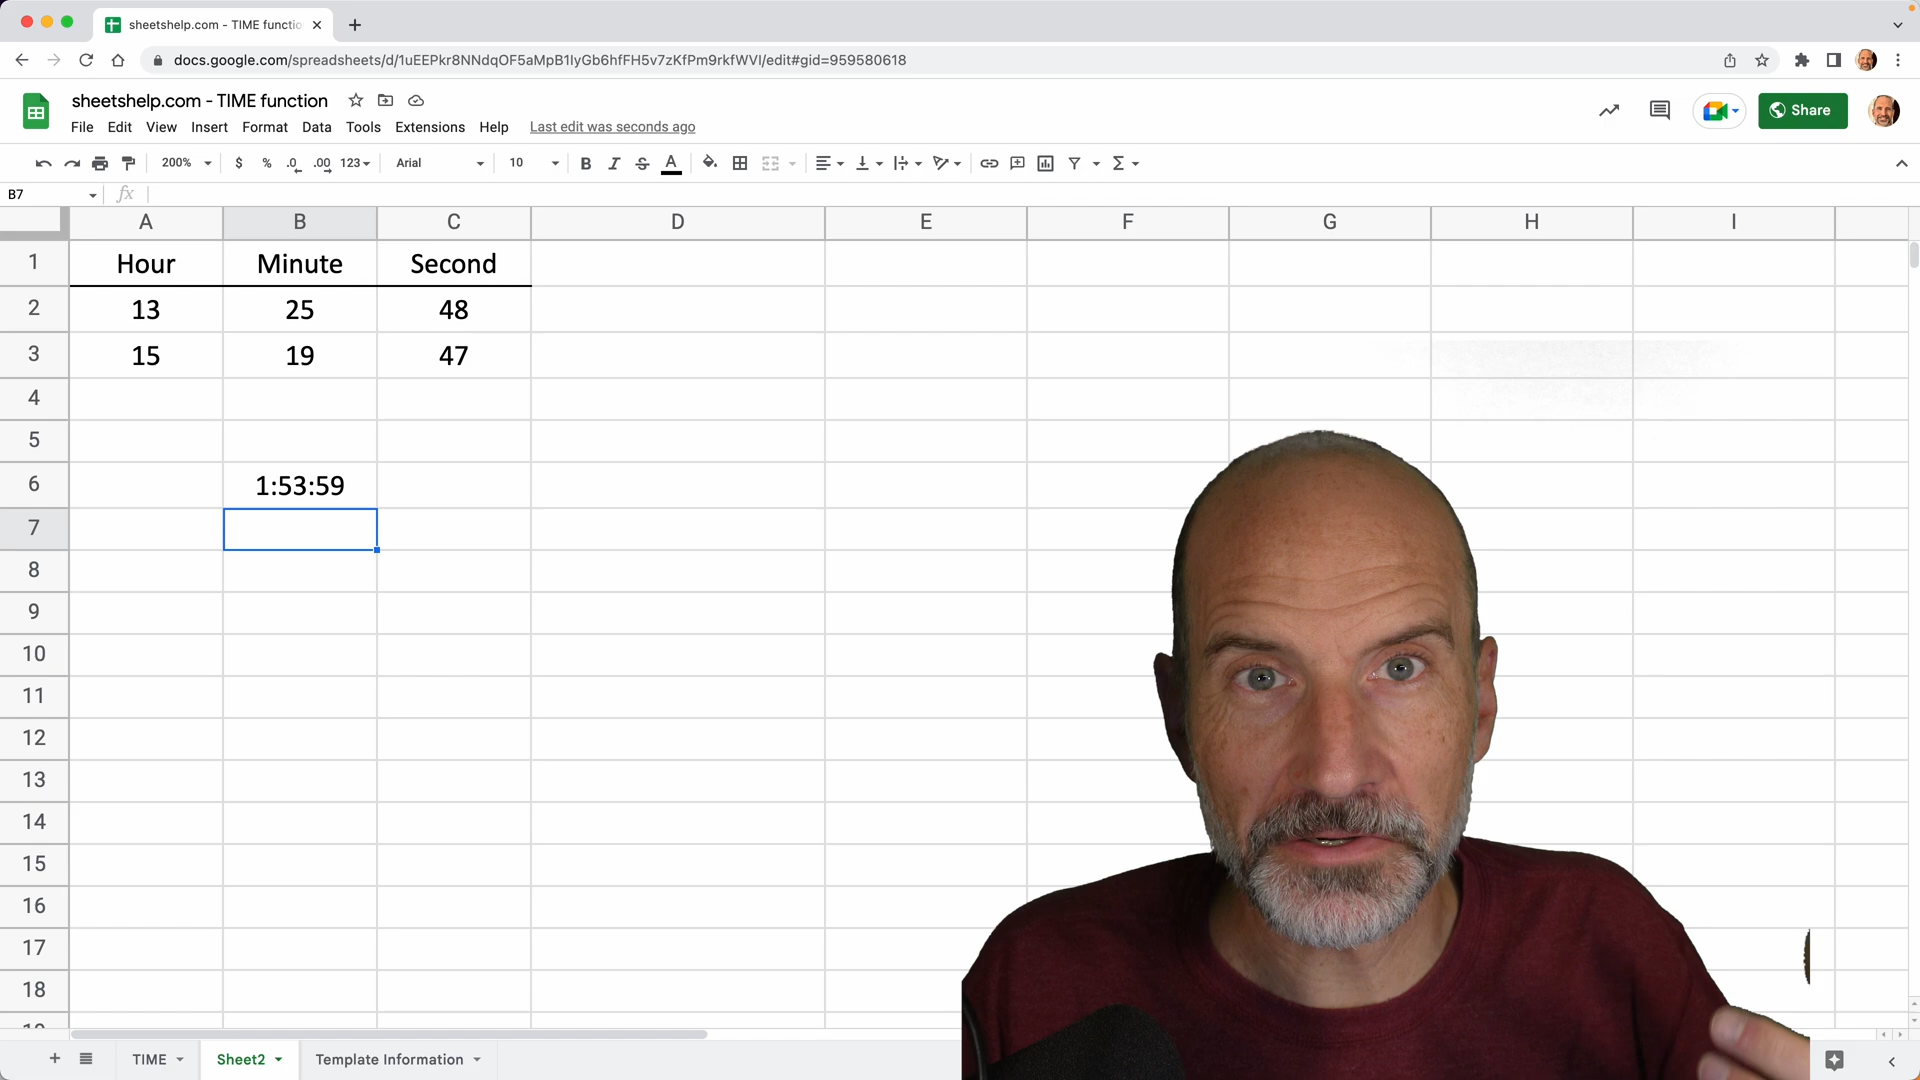 sheetshelp.com - TIME functio
docs.google.com/spreadsheets/d/1uEEPkr8NNdqOF5aMpB1IyGb6hfFH5v7zKfPm9rkfWVI/edit#gid=959580618
sheetshelp.com - TIME function
Share
File Edit View Insert Format Data Tools Extensions Help Last edit was seconds ago
200% $ % .0 .00 123 Arial 10 B I S A Σ
B7 fx
A B C D E F G H I
1 Hour Minute Second
2 13 25 48
3 15 19 47
4
5
6 1:53:59
7
8
9
10
11
12
13
14
15
16
17
18
TIME Sheet2 Template Information